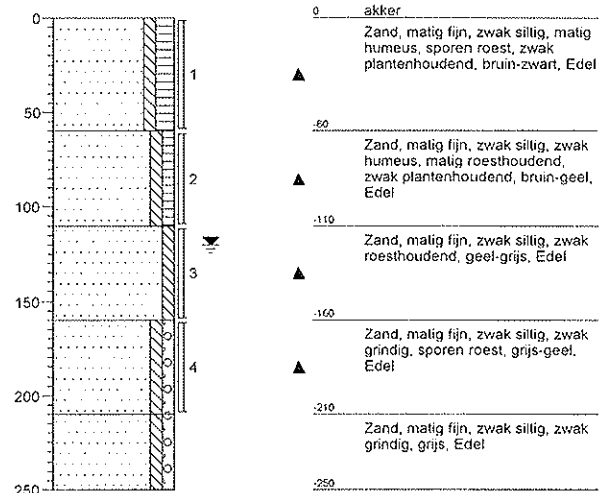 0
akker
Zand, matig fijn, zwak siltig, matig
humeus, sporen roest, zwak
plantenhoudend, bruin-zwart, Edel
1
50
-60
Zand, matig fijn, zwak siltig, zwak
humeus, matig roesthoudend,
zwak plantenhoudend, bruin-geel,
Edel
2
100
-110
Zand, matig fijn, zwak siltig, zwak
roesthoudend, geel-grijs, Edel
3
150
-160
Zand, matig fijn, zwak siltig, zwak
grindig, sporen roest, grijs-geel,
Edel
4
200
-210
Zand, matig fijn, zwak siltig, zwak
grindig, grijs, Edel
250
-250
0